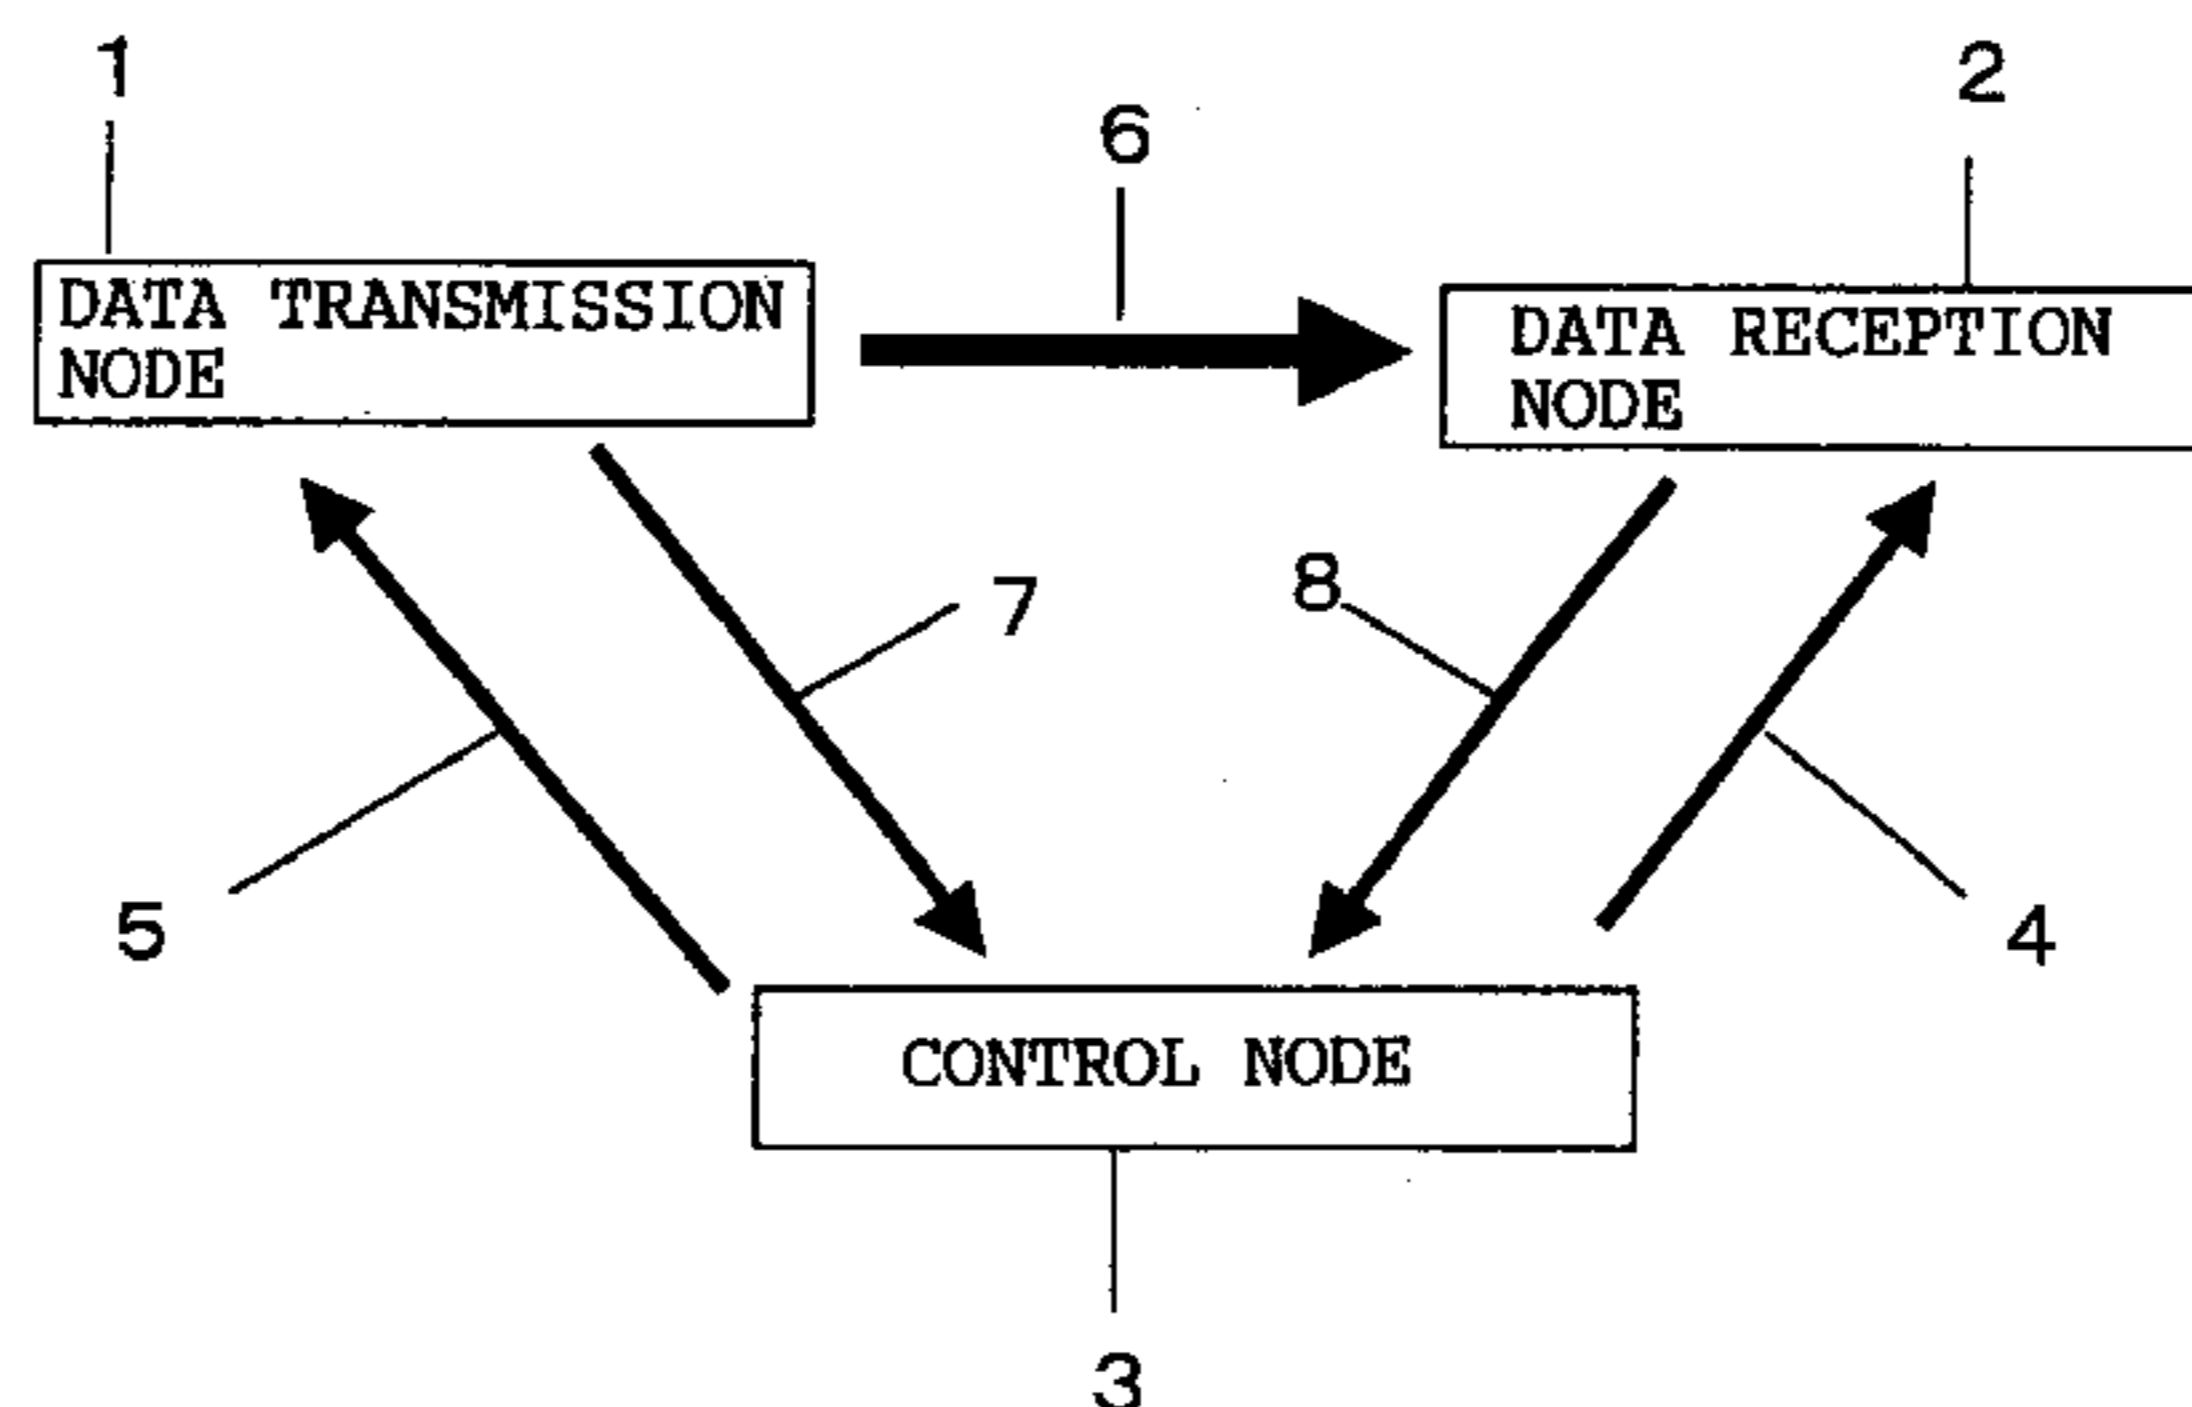 1
2
6
DATA TRANSMISSION
NODE
DATA RECEPTION
NODE
7
8
5
4
CONTROL NODE
3